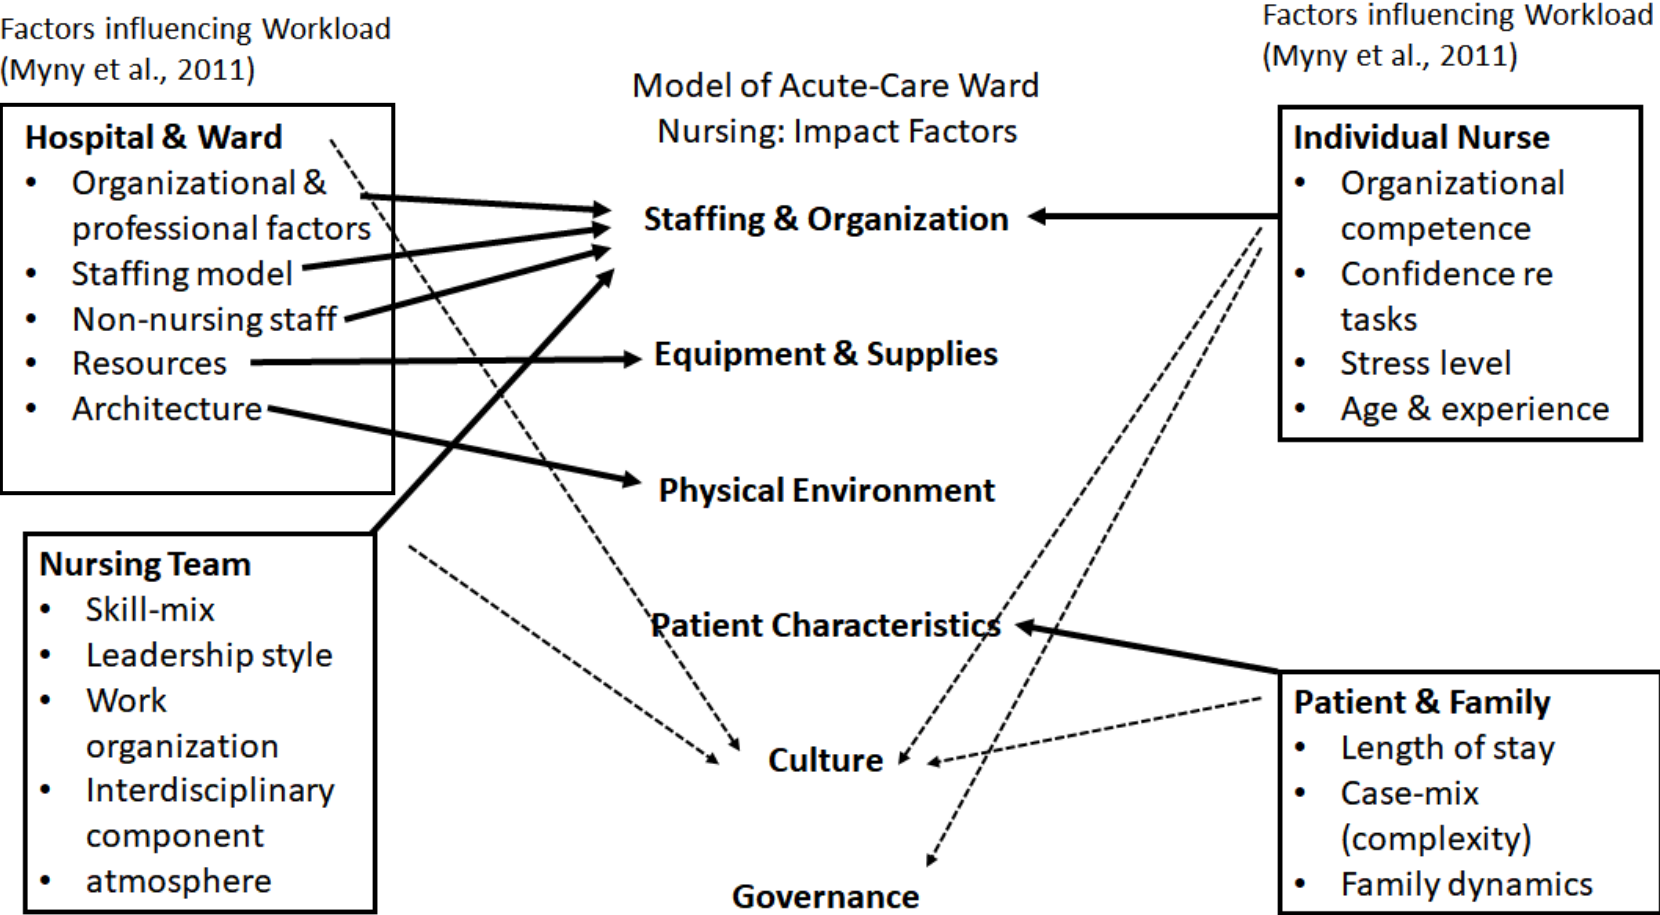 Factors influencing Workload
(Myny et al., 2011)
Hospital & Ward
• Organizational &
professional factors
• Staffing model
• Non-nursing staff
• Resources
• Architecture
Nursing Team
• Skill-mix
• Leadership style
• Work
organization
• Interdisciplinary
component
• atmosphere
Model of Acute-Care Ward
Nursing: Impact Factors
Staffing & Organization
Equipment & Supplies
Physical Environment
Patient Characteristics
Culture
Governance
Factors influencing Workload
(Myny et al., 2011)
Individual Nurse
• Organizational
competence
• Confidence re
tasks
• Stress level
• Age & experience
Patient & Family
• Length of stay
• Case-mix
(complexity)
• Family dynamics